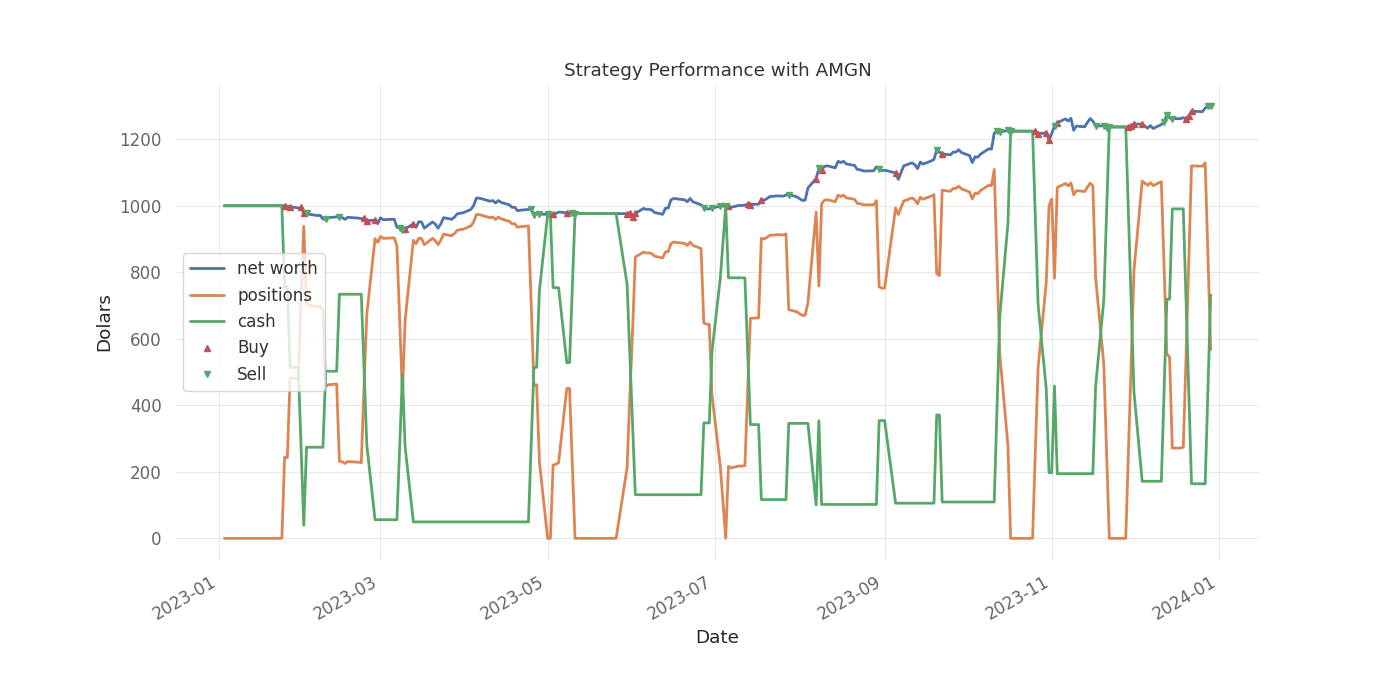 Strategy Performance with AMGN
Dolars
1200
1000
800
600
400
200
0
net worth
positions
cash
Buy
Sell
2023-01
2023-03
2023-05
2023-07
2023-09
2023-11
2024-01
Date